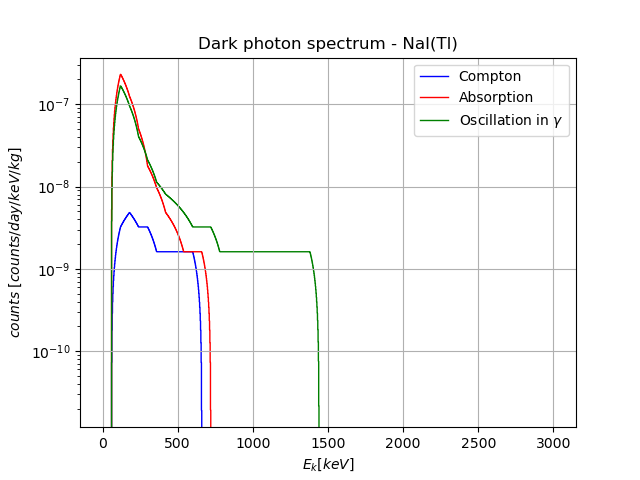 Dark photon spectrum - NaI(Tl)
Compton
Absorption
Oscillation in γ
counts [counts/day/keV/kg]
10⁻⁷
10⁻⁸
10⁻⁹
10⁻¹⁰
0 500 1000 1500 2000 2500 3000
Eₖ[keV]